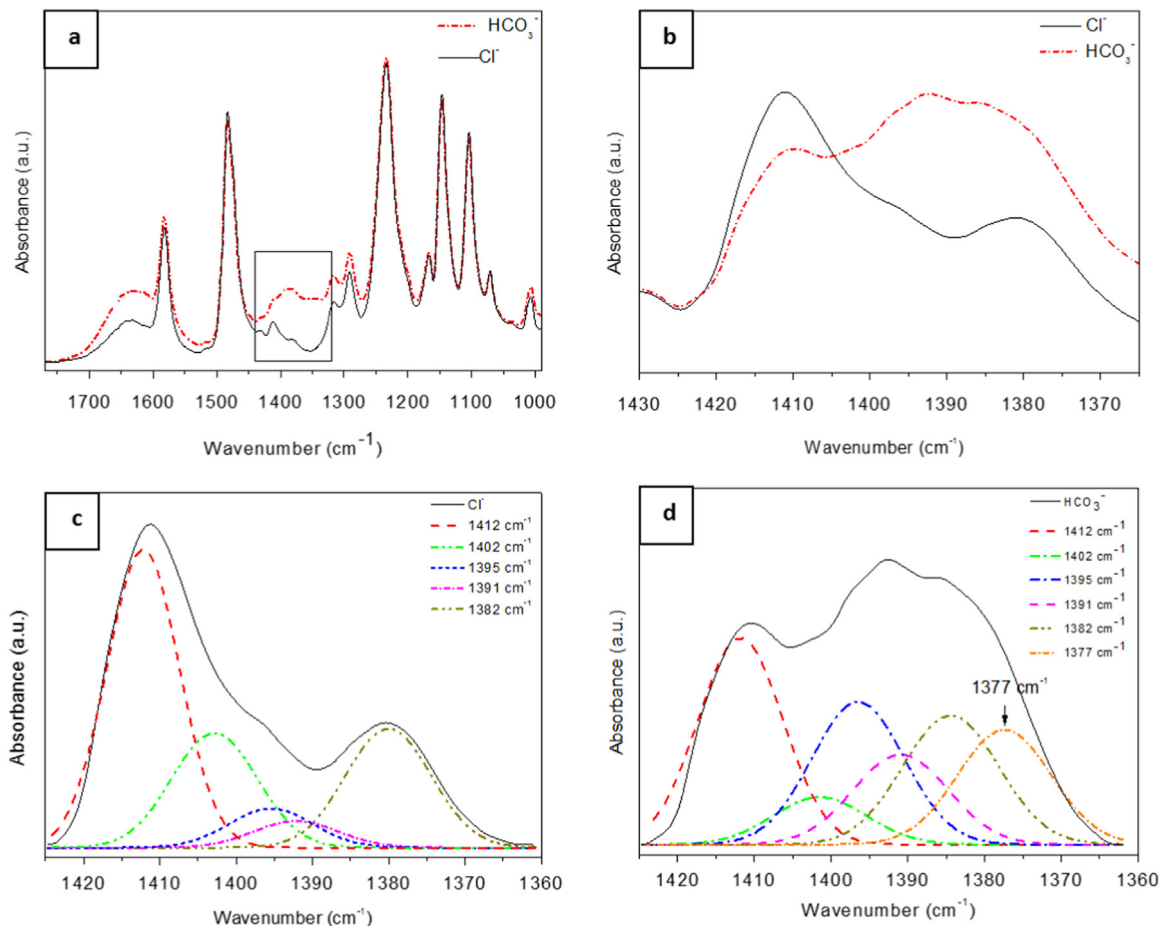 a
HCO₃⁻
Cl⁻
Absorbance (a.u.)
1700 1600 1500 1400 1300 1200 1100 1000
Wavenumber (cm⁻¹)
b
Cl⁻
HCO₃⁻
Absorbance (a.u.)
1430 1420 1410 1400 1390 1380 1370
Wavenumber (cm⁻¹)
c
Cl⁻
1412 cm⁻¹
1402 cm⁻¹
1395 cm⁻¹
1391 cm⁻¹
1382 cm⁻¹
Absorbance (a.u.)
1420 1410 1400 1390 1380 1370 1360
Wavenumber (cm⁻¹)
d
HCO₃⁻
1412 cm⁻¹
1402 cm⁻¹
1395 cm⁻¹
1391 cm⁻¹
1382 cm⁻¹
1377 cm⁻¹
1377 cm⁻¹
Absorbance (a.u.)
1420 1410 1400 1390 1380 1370 1360
Wavenumber (cm⁻¹)